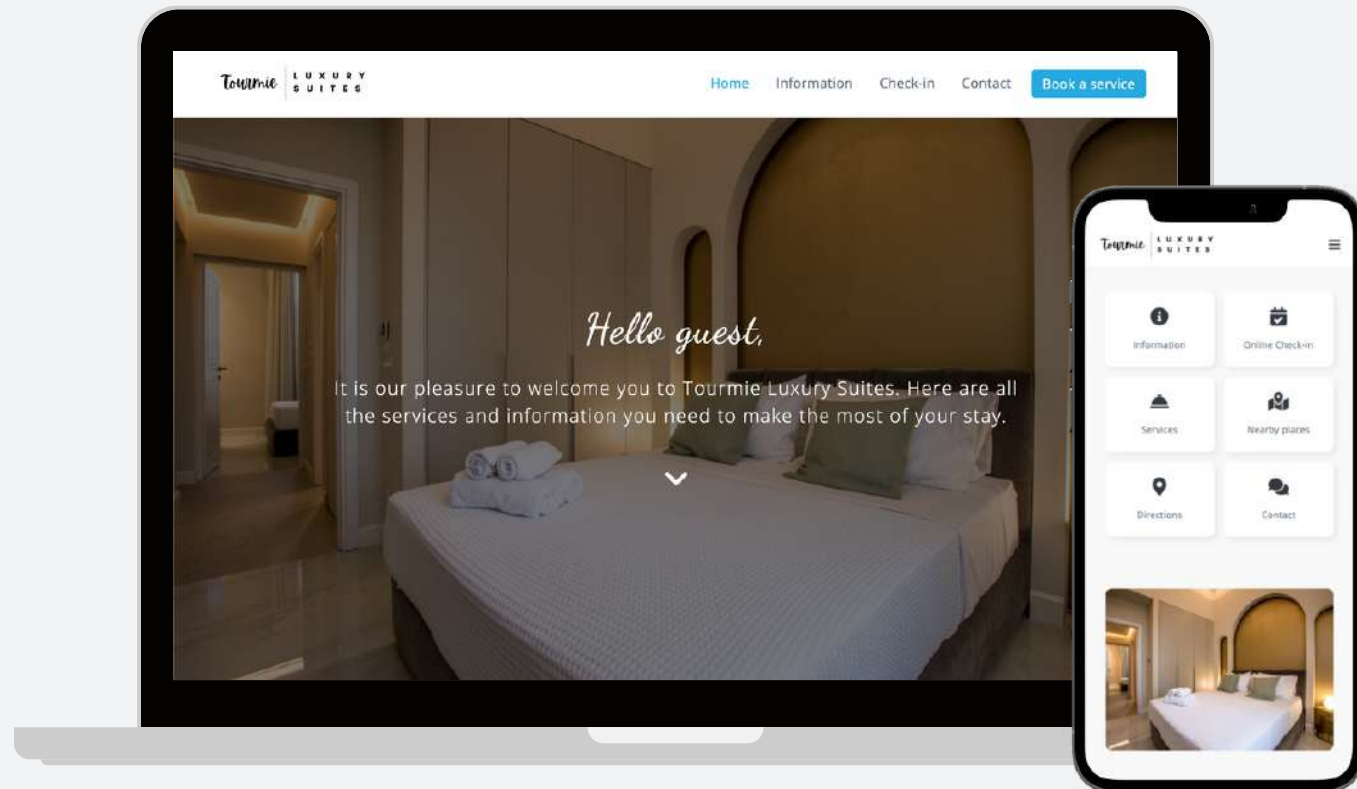 Tourmie LUXURY
SUITES
Home Information Check-in Contact Book a service
Hello guest,
It is our pleasure to welcome you to Tourmie Luxury Suites. Here are all
the services and information you need to make the most of your stay.
Tourmie LUXURY
SUITES
Information Online Check-in
Services Nearby places
Directions Contact